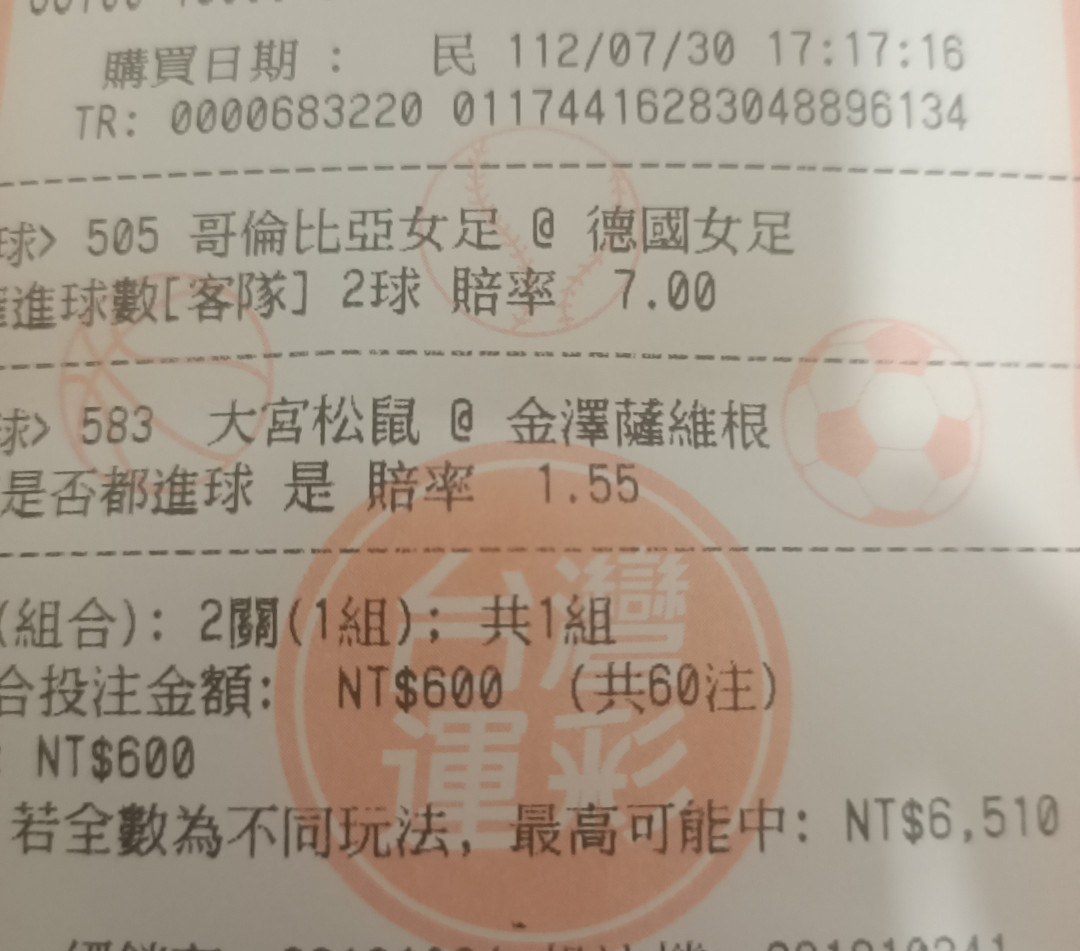 購買日期 : 民 112/07/30 17:17:16
TR: 0000683220 01174416283048896134
球> 505 哥倫比亞女足 @ 德國女足
進球數[客隊] 2球 賠率 7.00
球> 583 大宮松鼠 @ 金澤薩維根
是否都進球 是 賠率 1.55
(組合): 2關(1組); 共1組
合投注金額: NT$600 (共60注)
: NT$600
若全數為不同玩法, 最高可能中: NT$6,510
台灣
運彩